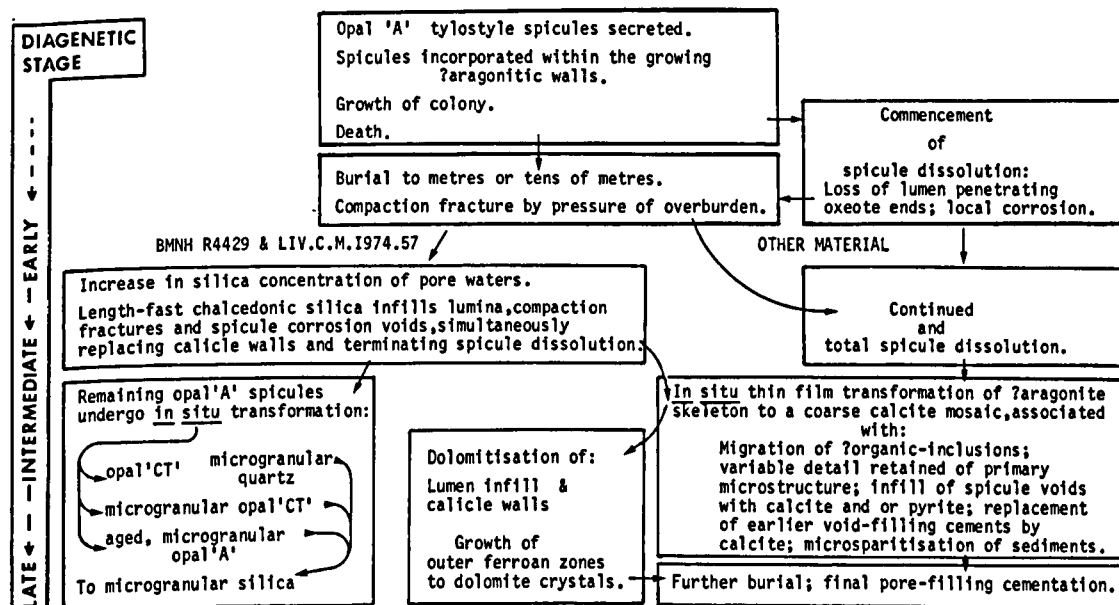 DIAGENETIC
STAGE
LATE ← — INTERMEDIATE — EARLY
Opal 'A' tylostyle spicules secreted.
Spicules incorporated within the growing
?aragonitic walls.
Growth of colony.
Death.
Commencement
of
spicule dissolution:
Loss of lumen penetrating
oxeote ends; local corrosion.
Burial to metres or tens of metres.
Compaction fracture by pressure of overburden.
BMNH R4429 & LIV.C.M.I974.57
OTHER MATERIAL
Increase in silica concentration of pore waters.
Length-fast chalcedonic silica infills lumina,compaction
fractures and spicule corrosion voids,simultaneously
replacing calicle walls and terminating spicule dissolution.
Continued
and
total spicule dissolution.
Remaining opal'A' spicules
undergo in situ transformation:
opal'CT'
microgranular
quartz
microgranular opal'CT'
aged, microgranular
opal'A'
To microgranular silica
Dolomitisation of:
Lumen infill &
calicle walls
Growth of
outer ferroan zones
to dolomite crystals.
In situ thin film transformation of ?aragonite
skeleton to a coarse calcite mosaic,associated
with:
Migration of ?organic-inclusions;
variable detail retained of primary
microstructure; infill of spicule voids
with calcite and or pyrite; replacement
of earlier void-filling cements by
calcite; microsparitisation of sediments.
Further burial; final pore-filling cementation.